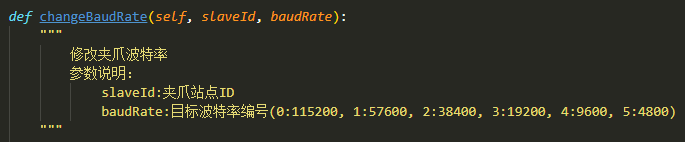 def changeBaudRate(self, slaveId, baudRate):
"""
修改夹爪波特率
参数说明:
slaveId:夹爪站点ID
baudRate:目标波特率编号(0:115200, 1:57600, 2:38400, 3:19200, 4:9600, 5:4800)
"""